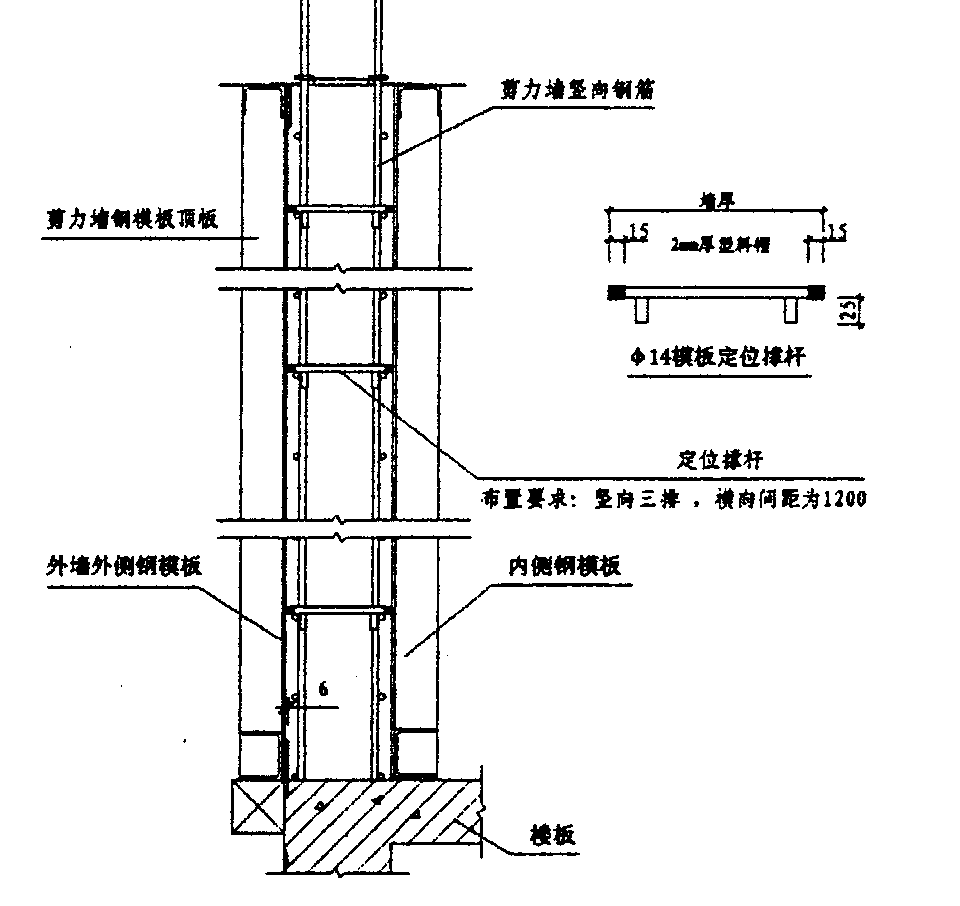 剪力墙竖向钢筋
剪力墙钢模板顶板
墙厚
15
15
2mm厚塑料帽
25
Φ14模板定位撑杆
定位撑杆
布置要求：竖向三排，横向间距为1200
外墙外侧钢模板
内侧钢模板
6
楼板